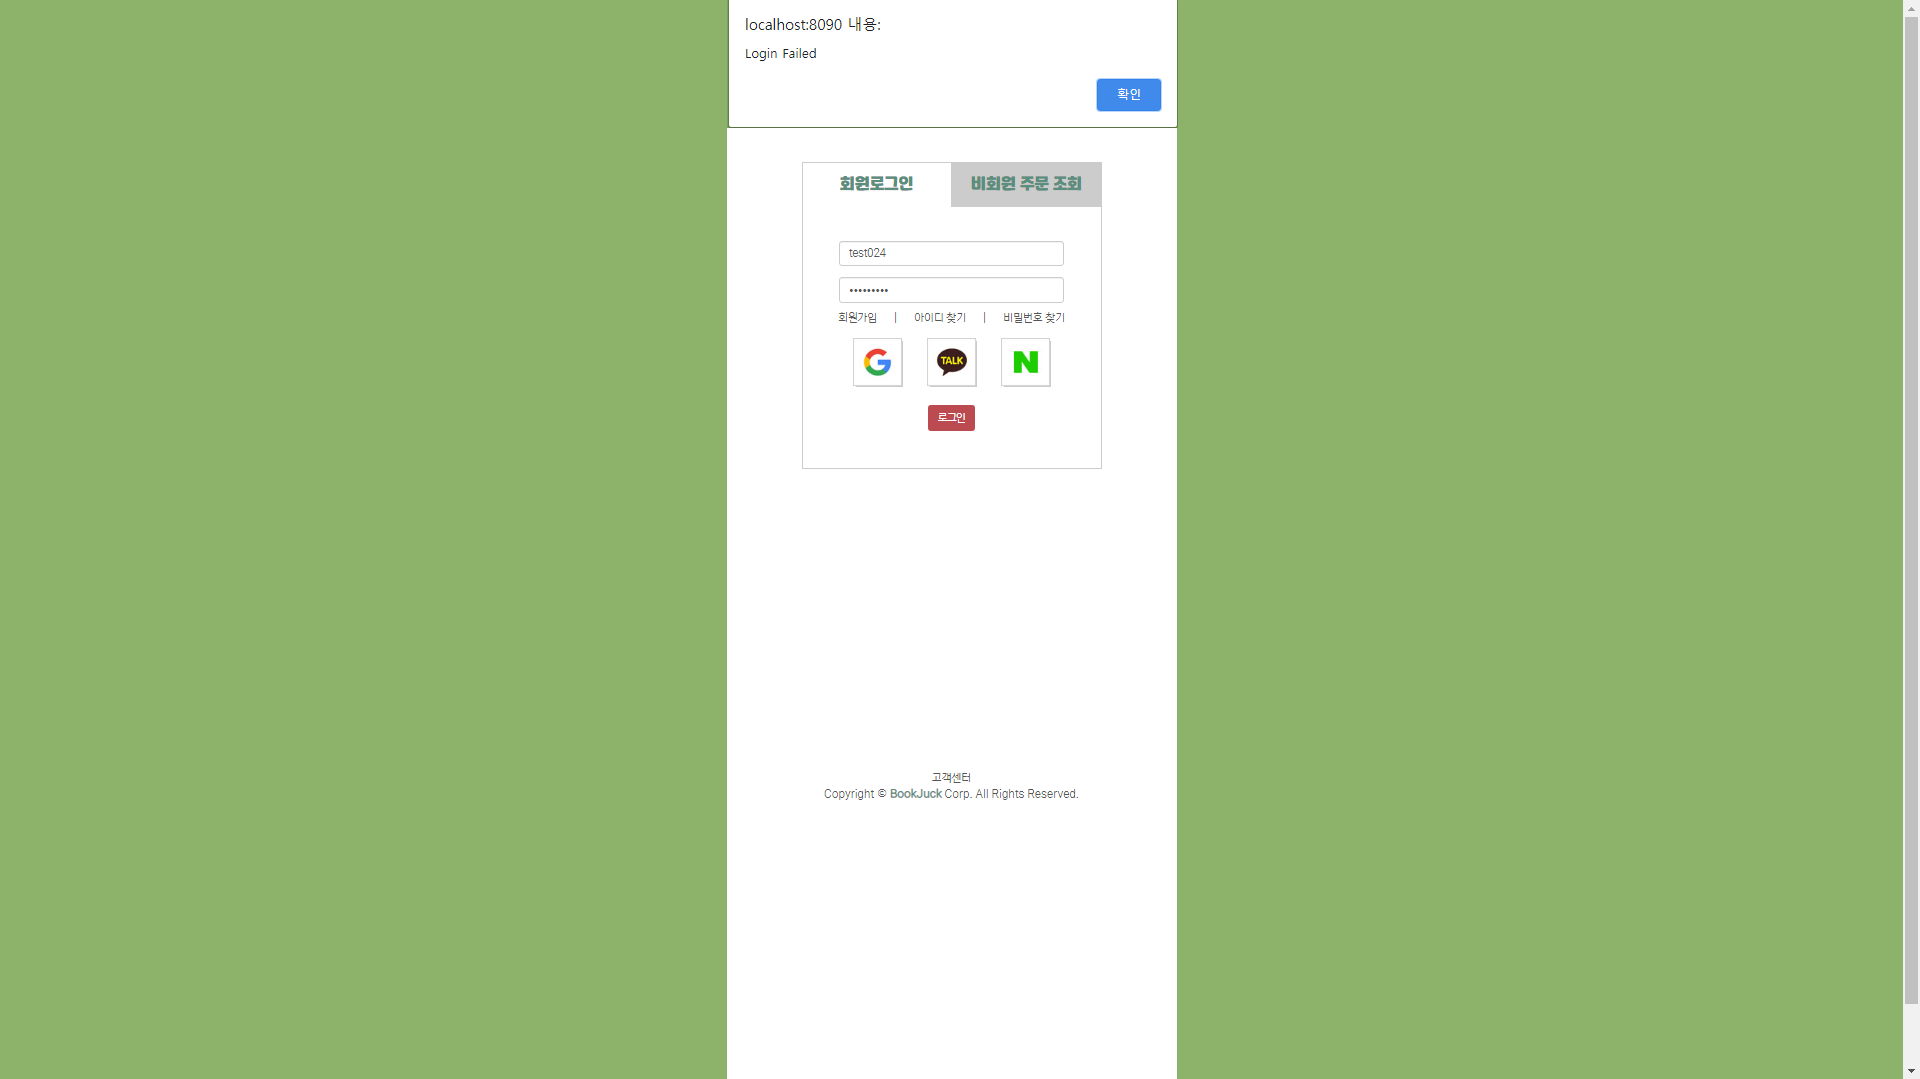 localhost:8090 내용:
Login Failed
확인
회원로그인 비회원 주문 조회
test024
•••••••••
회원가입 | 아이디 찾기 | 비밀번호 찾기
G TALK N
로그인
고객센터
Copyright © BookJuck Corp. All Rights Reserved.